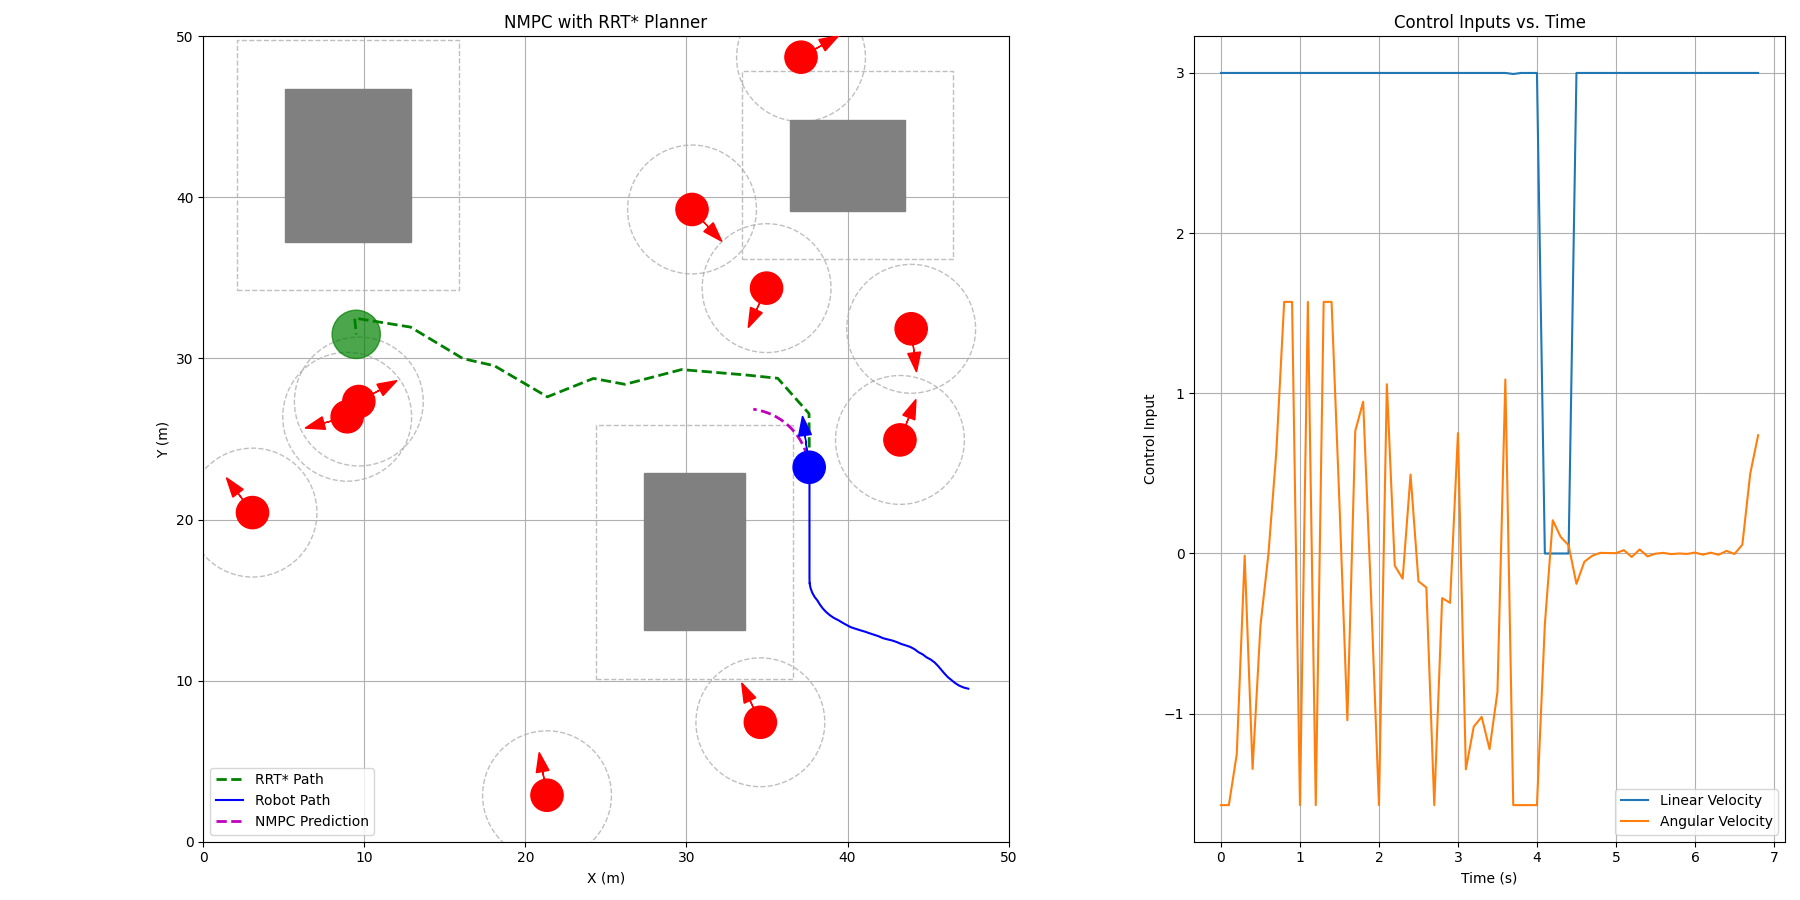 NMPC with RRT* Planner
50
40
30
20
10
0
Y (m)
RRT* Path
Robot Path
NMPC Prediction
0 10 20 30 40 50
X (m)
Control Inputs vs. Time
3
2
1
0
−1
Control Input
Linear Velocity
Angular Velocity
0 1 2 3 4 5 6 7
Time (s)